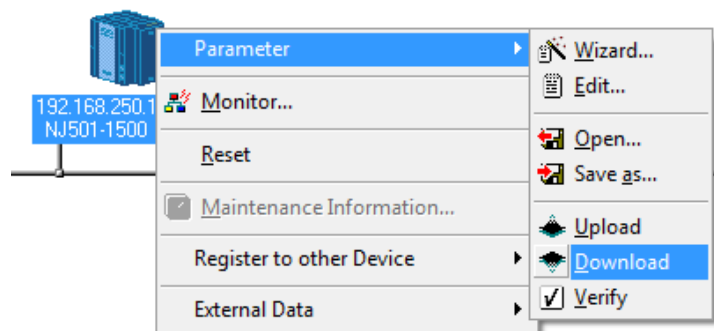 192.168.250.1
NJ501-1500
Parameter
Monitor...
Reset
Maintenance Information...
Register to other Device
External Data
Wizard...
Edit...
Open...
Save as...
Upload
Download
Verify